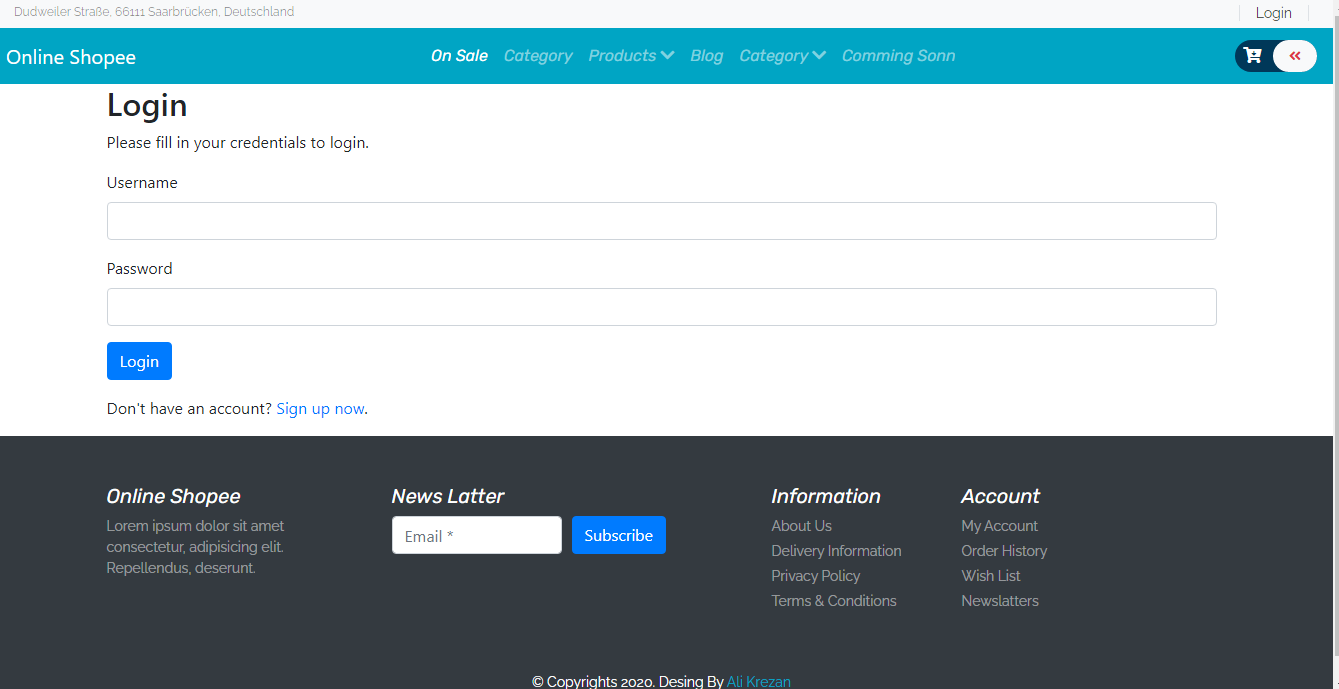 Dudweiler Straße, 66111 Saarbrücken, Deutschland Login
Online Shopee On Sale Category Products Blog Category Comming Sonn
Login
Please fill in your credentials to login.
Username
Password
Login
Don't have an account? Sign up now.
Online Shopee
Lorem ipsum dolor sit amet
consectetur, adipisicing elit.
Repellendus, deserunt.
News Latter
Email * Subscribe
Information
About Us
Delivery Information
Privacy Policy
Terms & Conditions
Account
My Account
Order History
Wish List
Newslatters
© Copyrights 2020. Desing By Ali Krezan